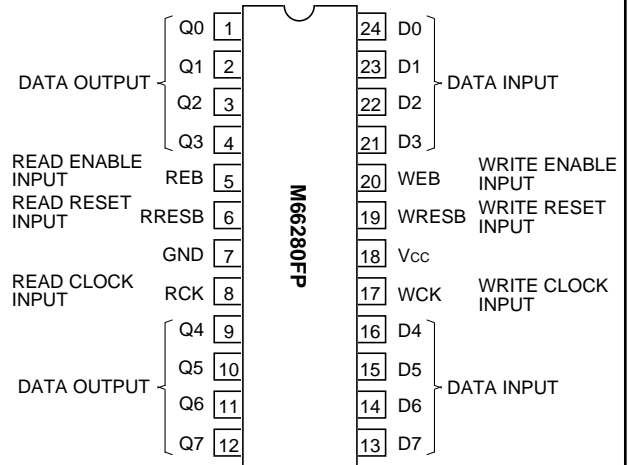 Q0 1 24 D0
Q1 2 23 D1
DATA OUTPUT DATA INPUT
Q2 3 22 D2
Q3 4 21 D3
READ ENABLE
INPUT
REB 5 20 WEB
WRITE ENABLE
INPUT
READ RESET
INPUT
RRESB 6 19 WRESB
WRITE RESET
INPUT
GND 7 18 Vcc
READ CLOCK
INPUT
RCK 8 17 WCK
WRITE CLOCK
INPUT
Q4 9 16 D4
Q5 10 15 D5
DATA OUTPUT DATA INPUT
Q6 11 14 D6
Q7 12 13 D7
M66280FP